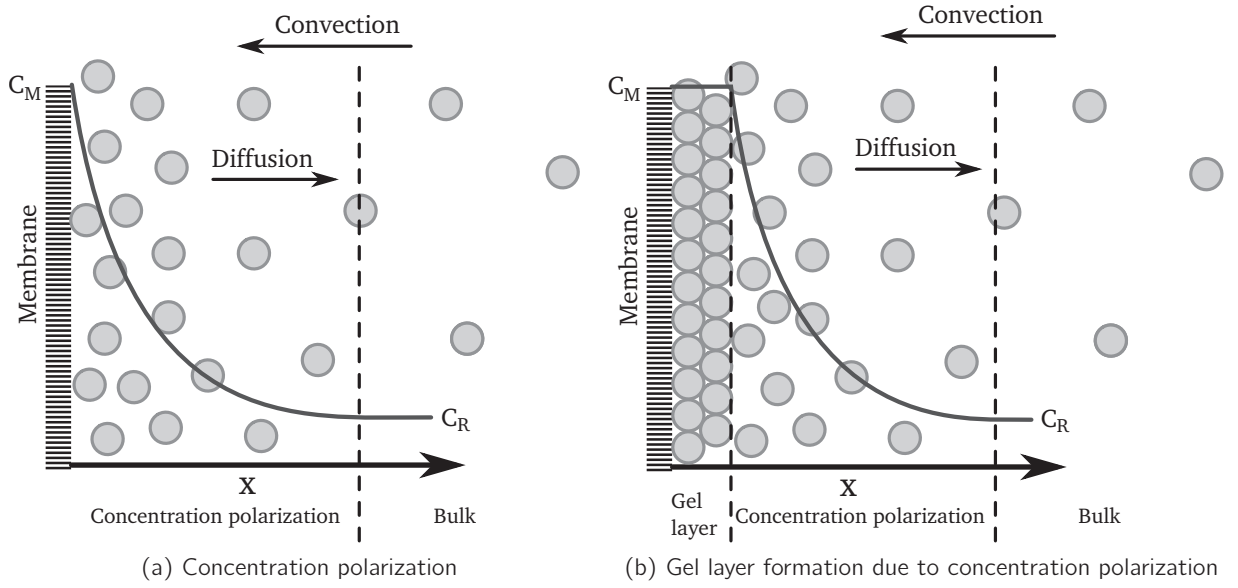 Convection
C_M
Diffusion
Membrane
C_R
X
Concentration polarization
Bulk
(a) Concentration polarization
Convection
C_M
Diffusion
Membrane
C_R
X
Gel
layer
Concentration polarization
Bulk
(b) Gel layer formation due to concentration polarization